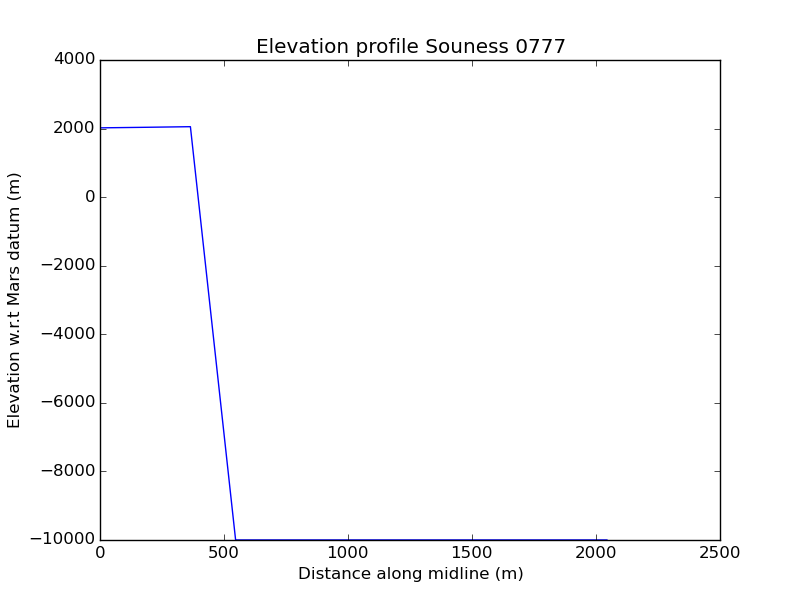 Elevation profile Souness 0777
4000
2000
0
−2000
−4000
−6000
−8000
−10000
Elevation w.r.t Mars datum (m)
0 500 1000 1500 2000 2500
Distance along midline (m)